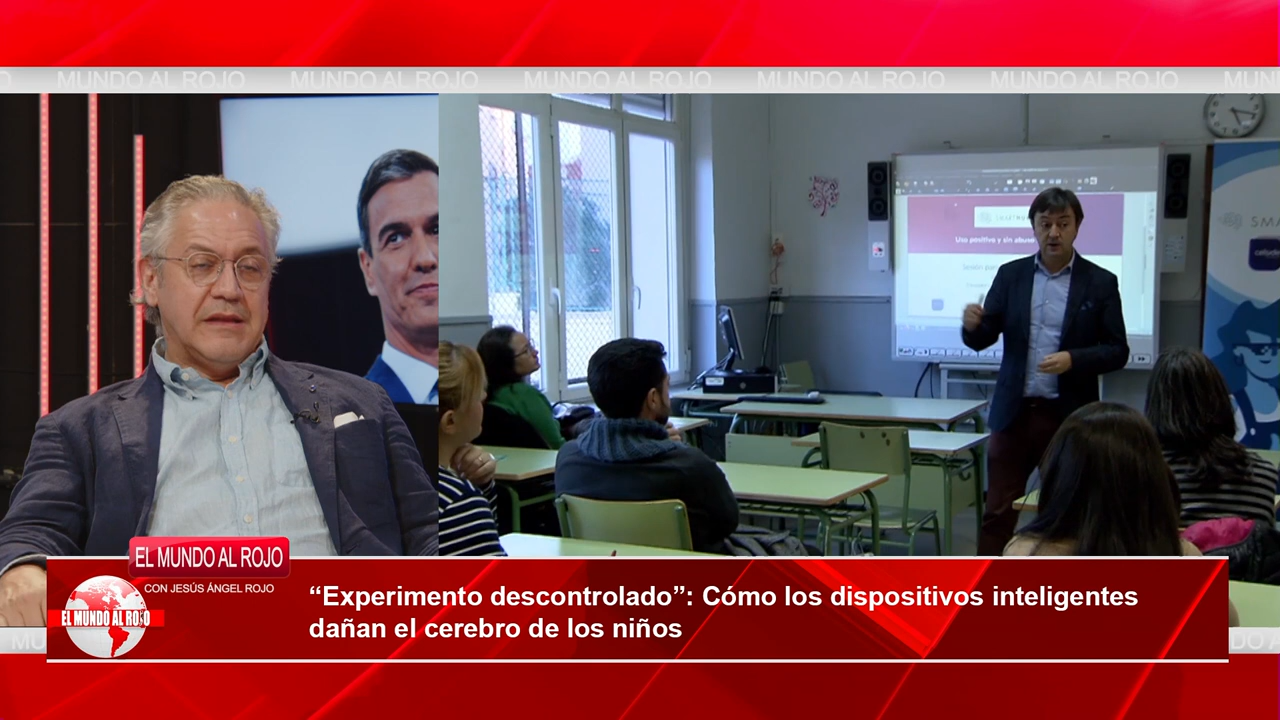 MUNDO AL ROJO MUNDO AL ROJO MUNDO AL ROJO MUNDO AL ROJO MUNDO AL ROJO MUN
Uso positivo y sin abuso
EL MUNDO AL ROJO
CON JESÚS ÁNGEL ROJO
EL MUNDO AL ROJO
“Experimento descontrolado”: Cómo los dispositivos inteligentes
dañan el cerebro de los niños